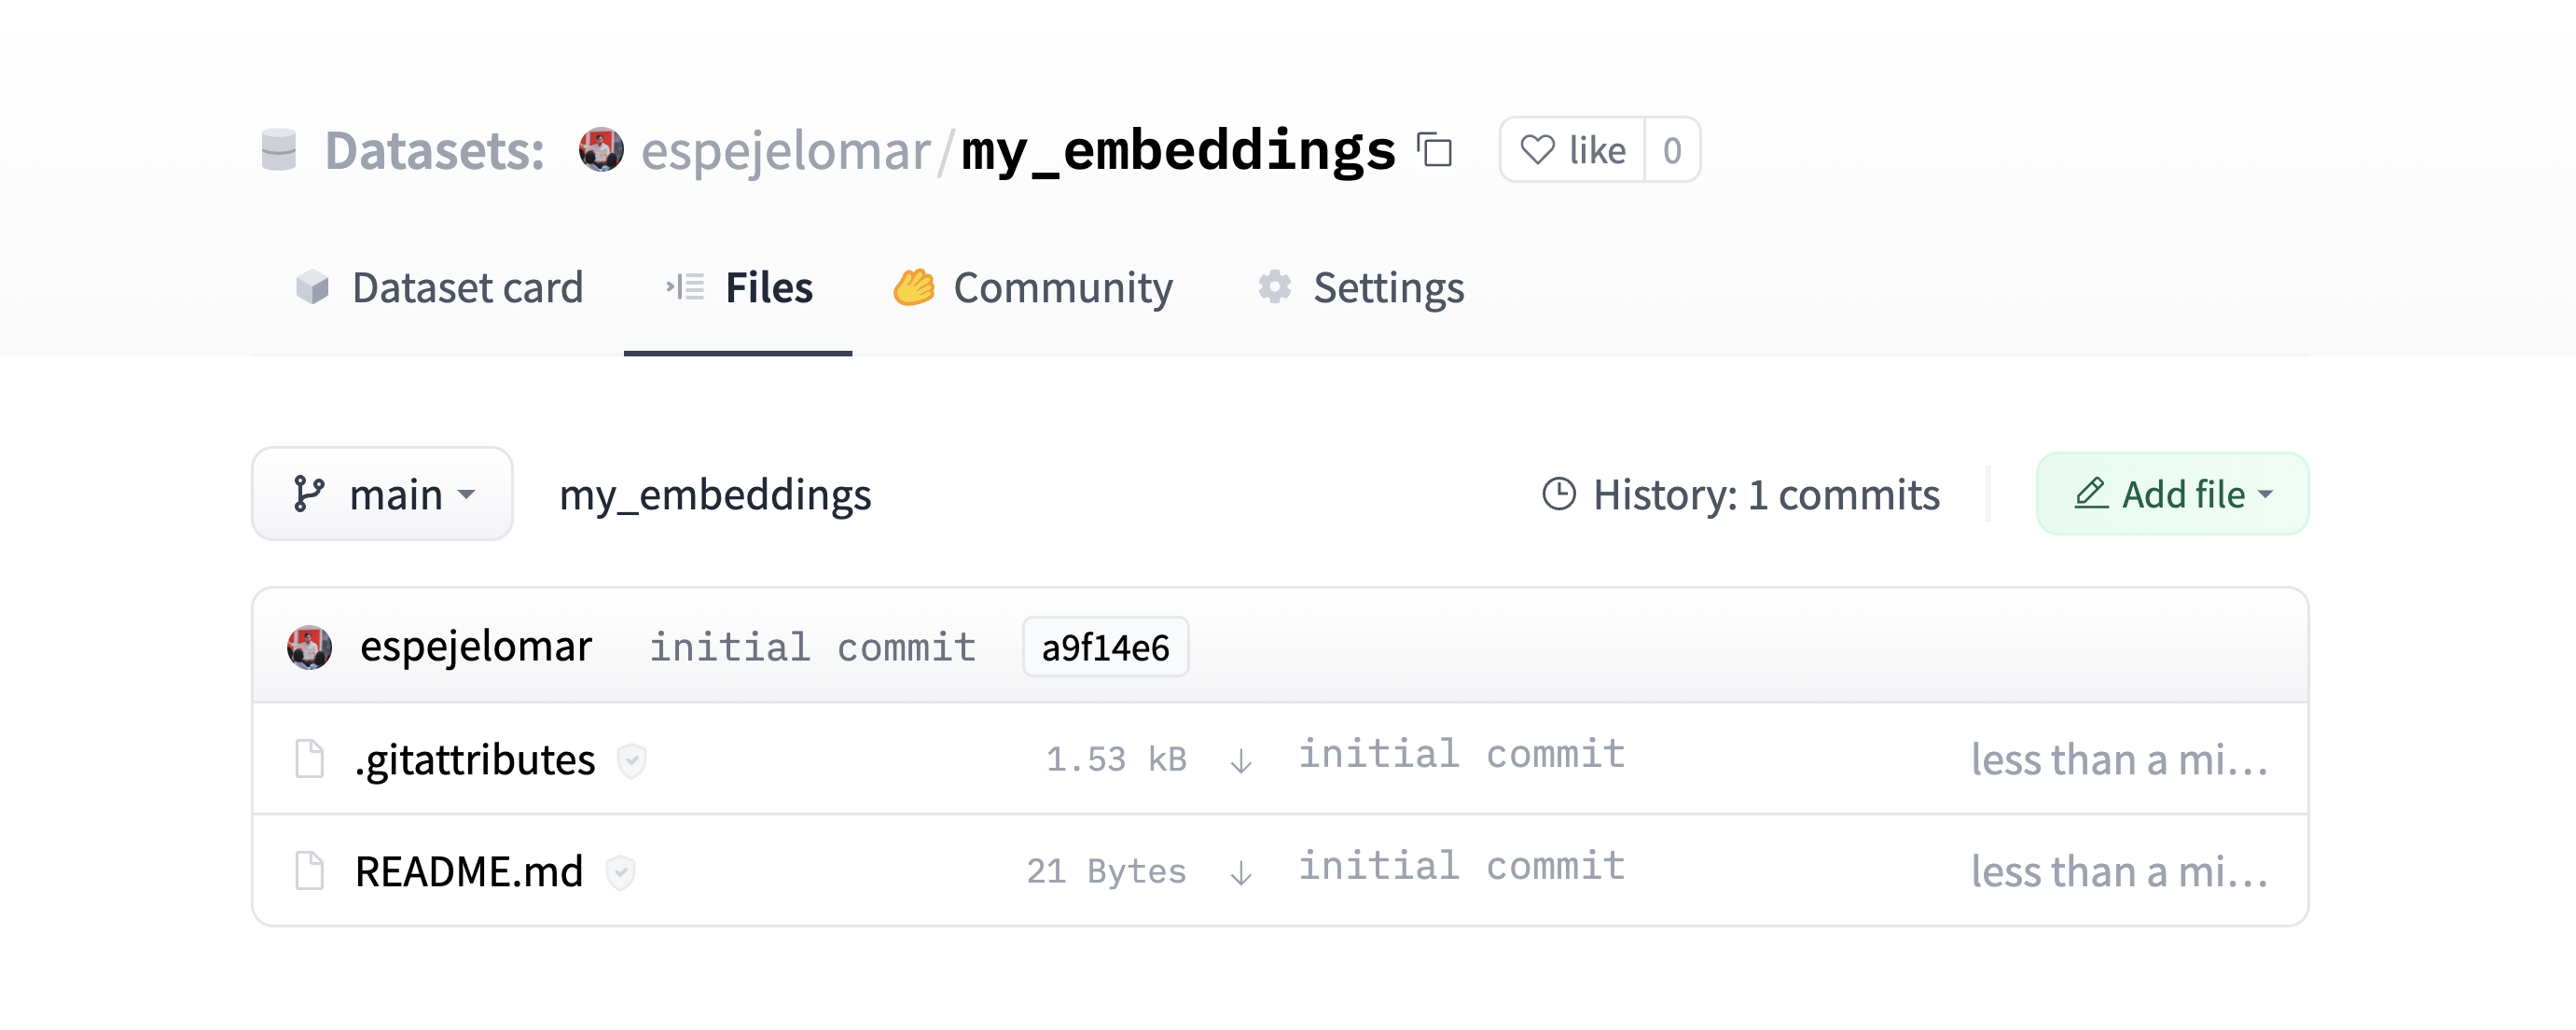 Datasets: espejelomar/my_embeddings like 0
Dataset card Files Community Settings
main my_embeddings History: 1 commits Add file
espejelomar initial commit a9f14e6
.gitattributes 1.53 kB initial commit less than a mi…
README.md 21 Bytes initial commit less than a mi…